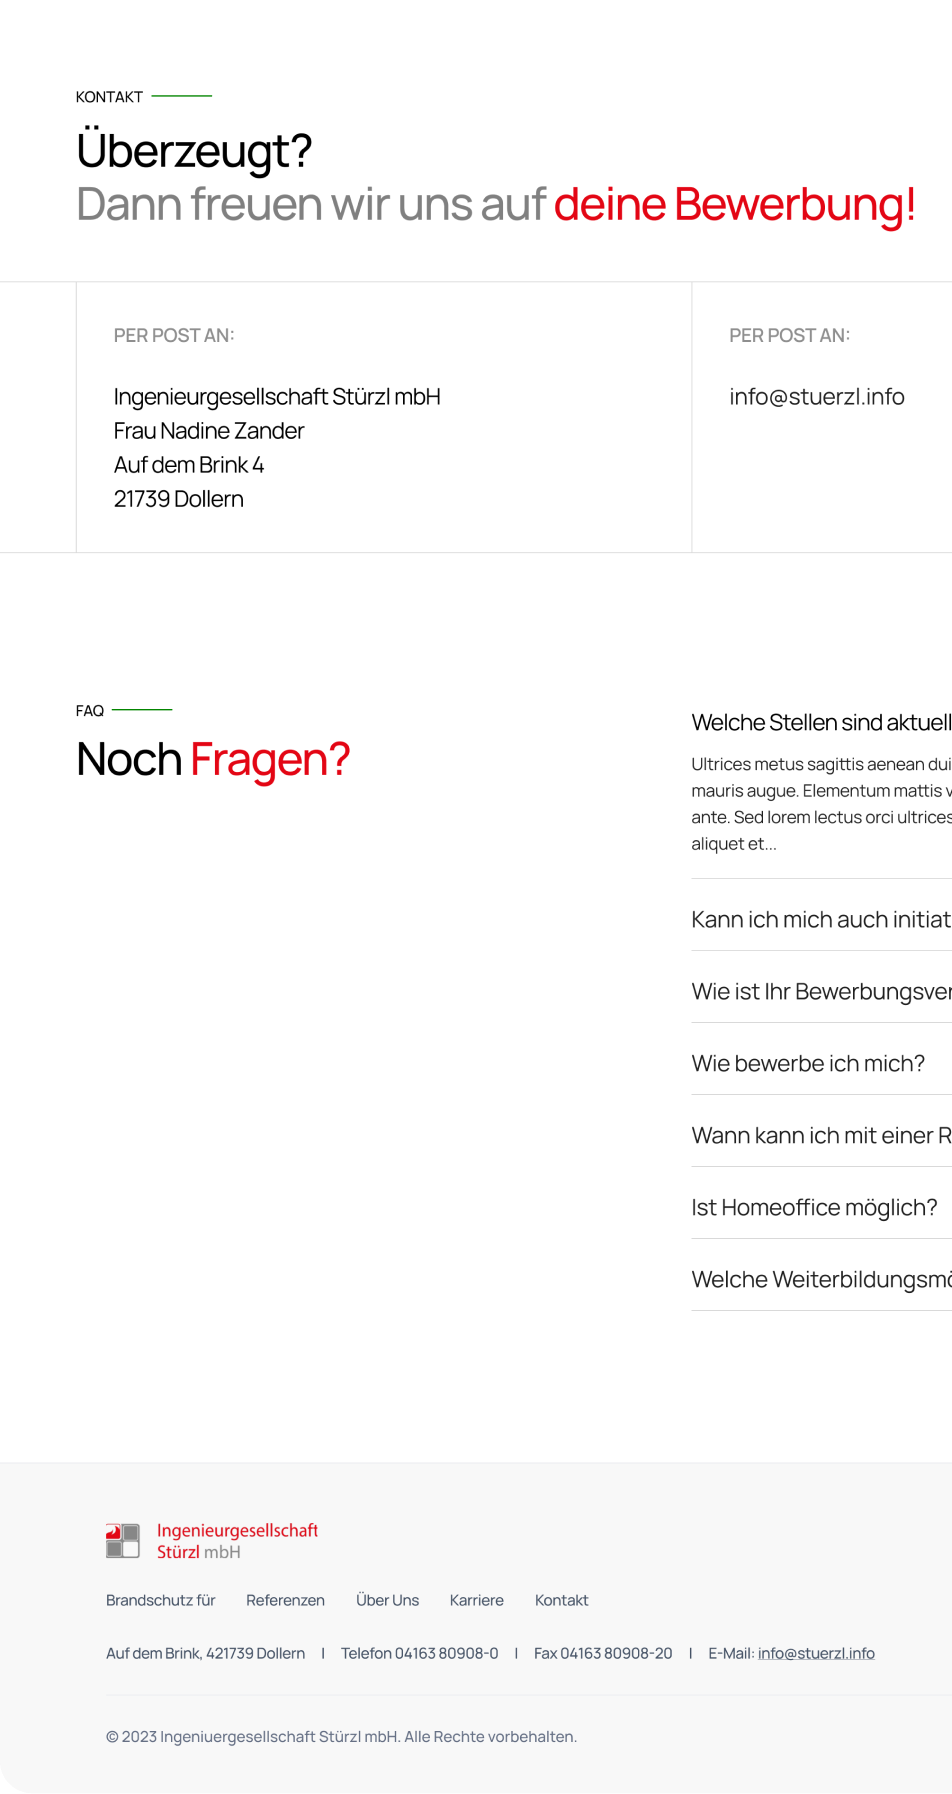 KONTAKT
Überzeugt?
Dann freuen wir uns auf deine Bewerbung!
PER POST AN:
Ingenieurgesellschaft Stürzl mbH
Frau Nadine Zander
Auf dem Brink 4
21739 Dollern
PER POST AN:
info@stuerzl.info
FAQ
Noch Fragen?
Welche Stellen sind aktuell
Ultrices metus sagittis aenean dui
mauris augue. Elementum mattis v
ante. Sed lorem lectus orci ultrices
aliquet et...
Kann ich mich auch initiat
Wie ist Ihr Bewerbungsver
Wie bewerbe ich mich?
Wann kann ich mit einer R
Ist Homeoffice möglich?
Welche Weiterbildungsmö
Ingenieurgesellschaft
Stürzl mbH
Brandschutz für Referenzen Über Uns Karriere Kontakt
Auf dem Brink, 421739 Dollern | Telefon 04163 80908-0 | Fax 04163 80908-20 | E-Mail: info@stuerzl.info
© 2023 Ingeniuergesellschaft Stürzl mbH. Alle Rechte vorbehalten.